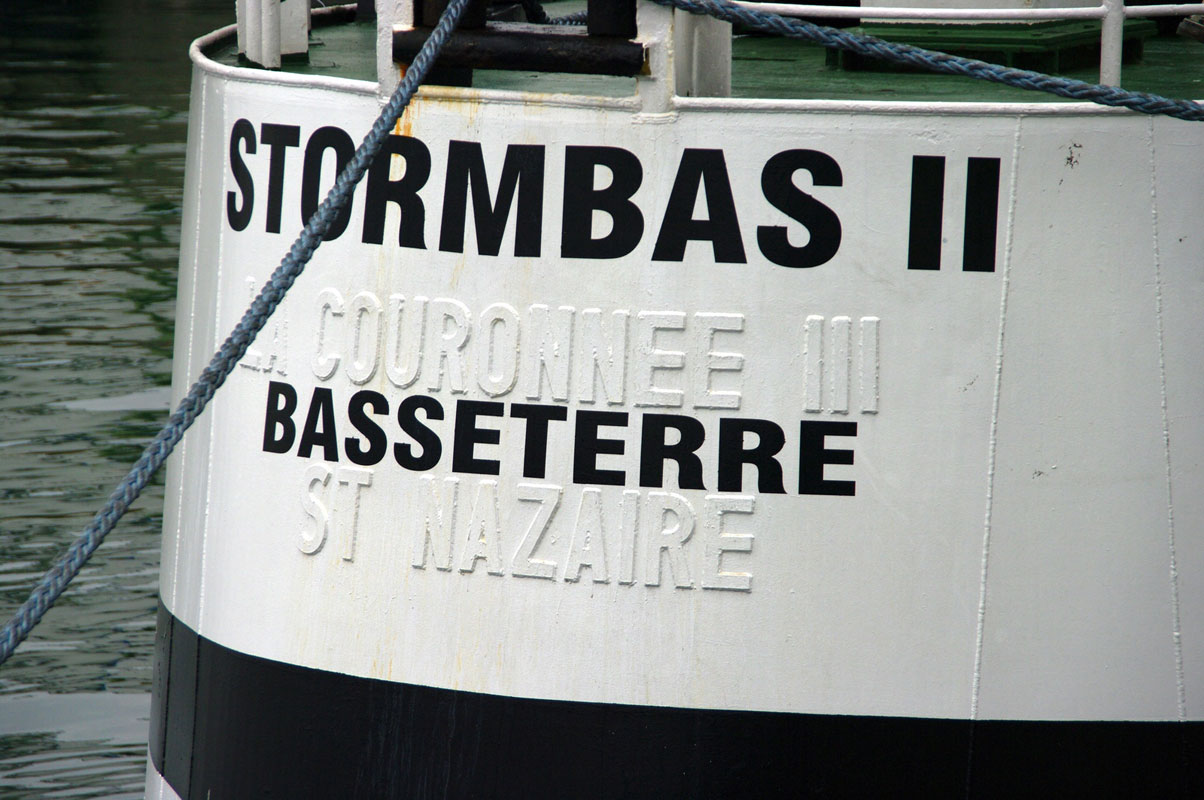 STORMBAS II
LA COURONNEE III
BASSETERRE
ST NAZAIRE